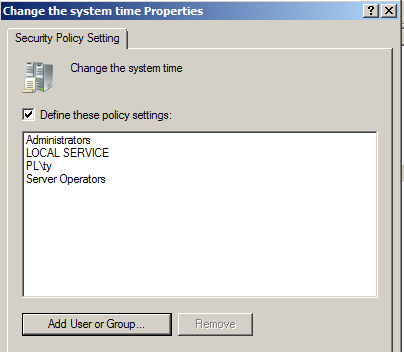 Change the system time Properties
Security Policy Setting
Change the system time
Define these policy settings:
Administrators
LOCAL SERVICE
PL\ty
Server Operators
Add User or Group...
Remove